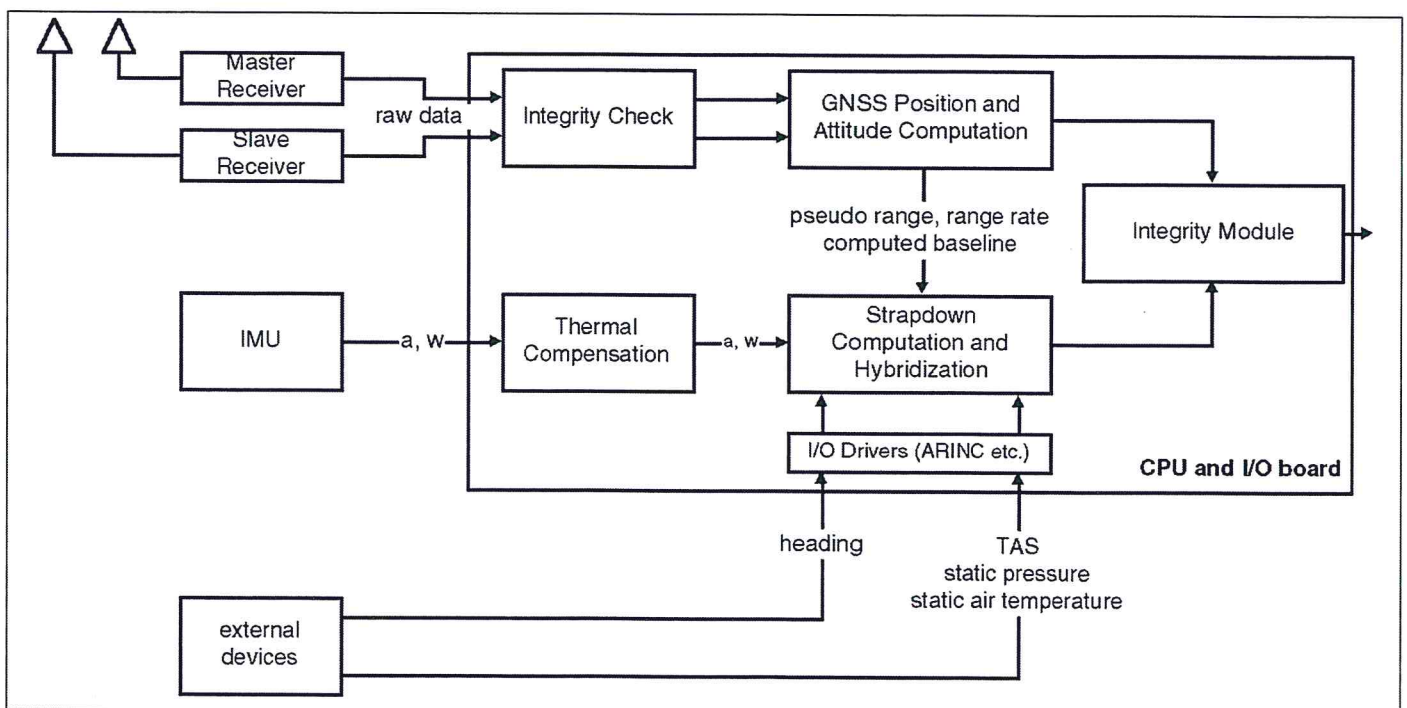 Master
Receiver
raw data
Slave
Receiver
Integrity Check
GNSS Position and
Attitude Computation
pseudo range, range rate
computed baseline
Integrity Module
IMU
a, w
Thermal
Compensation
a, w
Strapdown
Computation and
Hybridization
I/O Drivers (ARINC etc.)
CPU and I/O board
heading
TAS
static pressure
static air temperature
external
devices